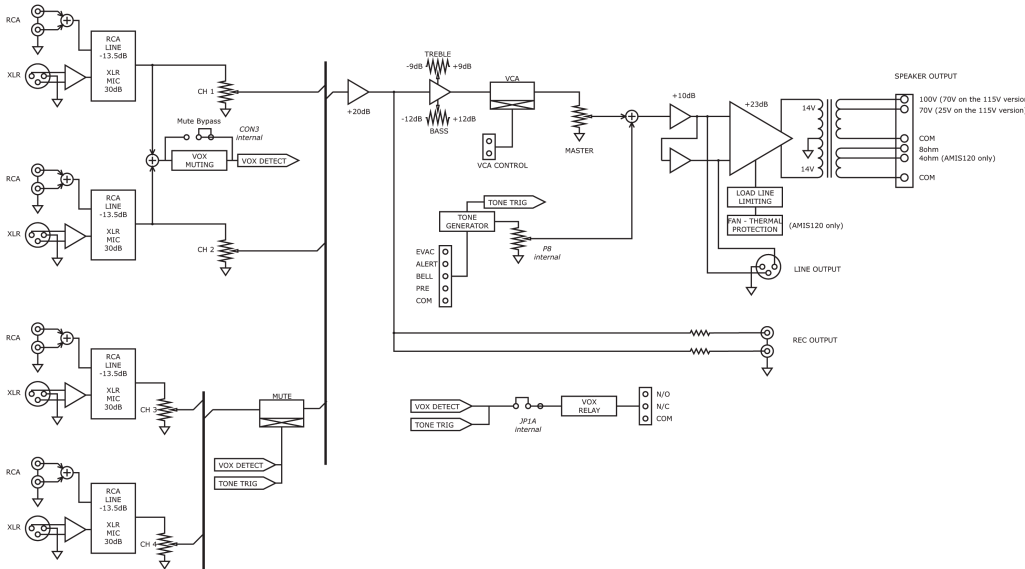 RCA
RCA
LINE
-13.5dB
XLR
MIC
30dB
XLR
CH 1
Mute Bypass
CON3
internal
VOX
MUTING
VOX DETECT
RCA
RCA
LINE
-13.5dB
XLR
MIC
30dB
XLR
CH 2
RCA
RCA
LINE
-13.5dB
XLR
MIC
30dB
XLR
CH 3
RCA
RCA
LINE
-13.5dB
XLR
MIC
30dB
XLR
CH 4
MUTE
VOX DETECT
TONE TRIG
+20dB
TREBLE
-9dB
+9dB
-12dB
+12dB
BASS
VCA
VCA CONTROL
MASTER
TONE TRIG
TONE
GENERATOR
P8
internal
EVAC
ALERT
BELL
PRE
COM
+10dB
+23dB
14V
14V
LOAD LINE
LIMITING
FAN - THERMAL
PROTECTION
(AMIS120 only)
LINE OUTPUT
SPEAKER OUTPUT
100V (70V on the 115V version
70V (25V on the 115V version)
COM
8ohm
4ohm (AMIS120 only)
COM
REC OUTPUT
VOX DETECT
TONE TRIG
JP1A
internal
VOX
RELAY
N/O
N/C
COM